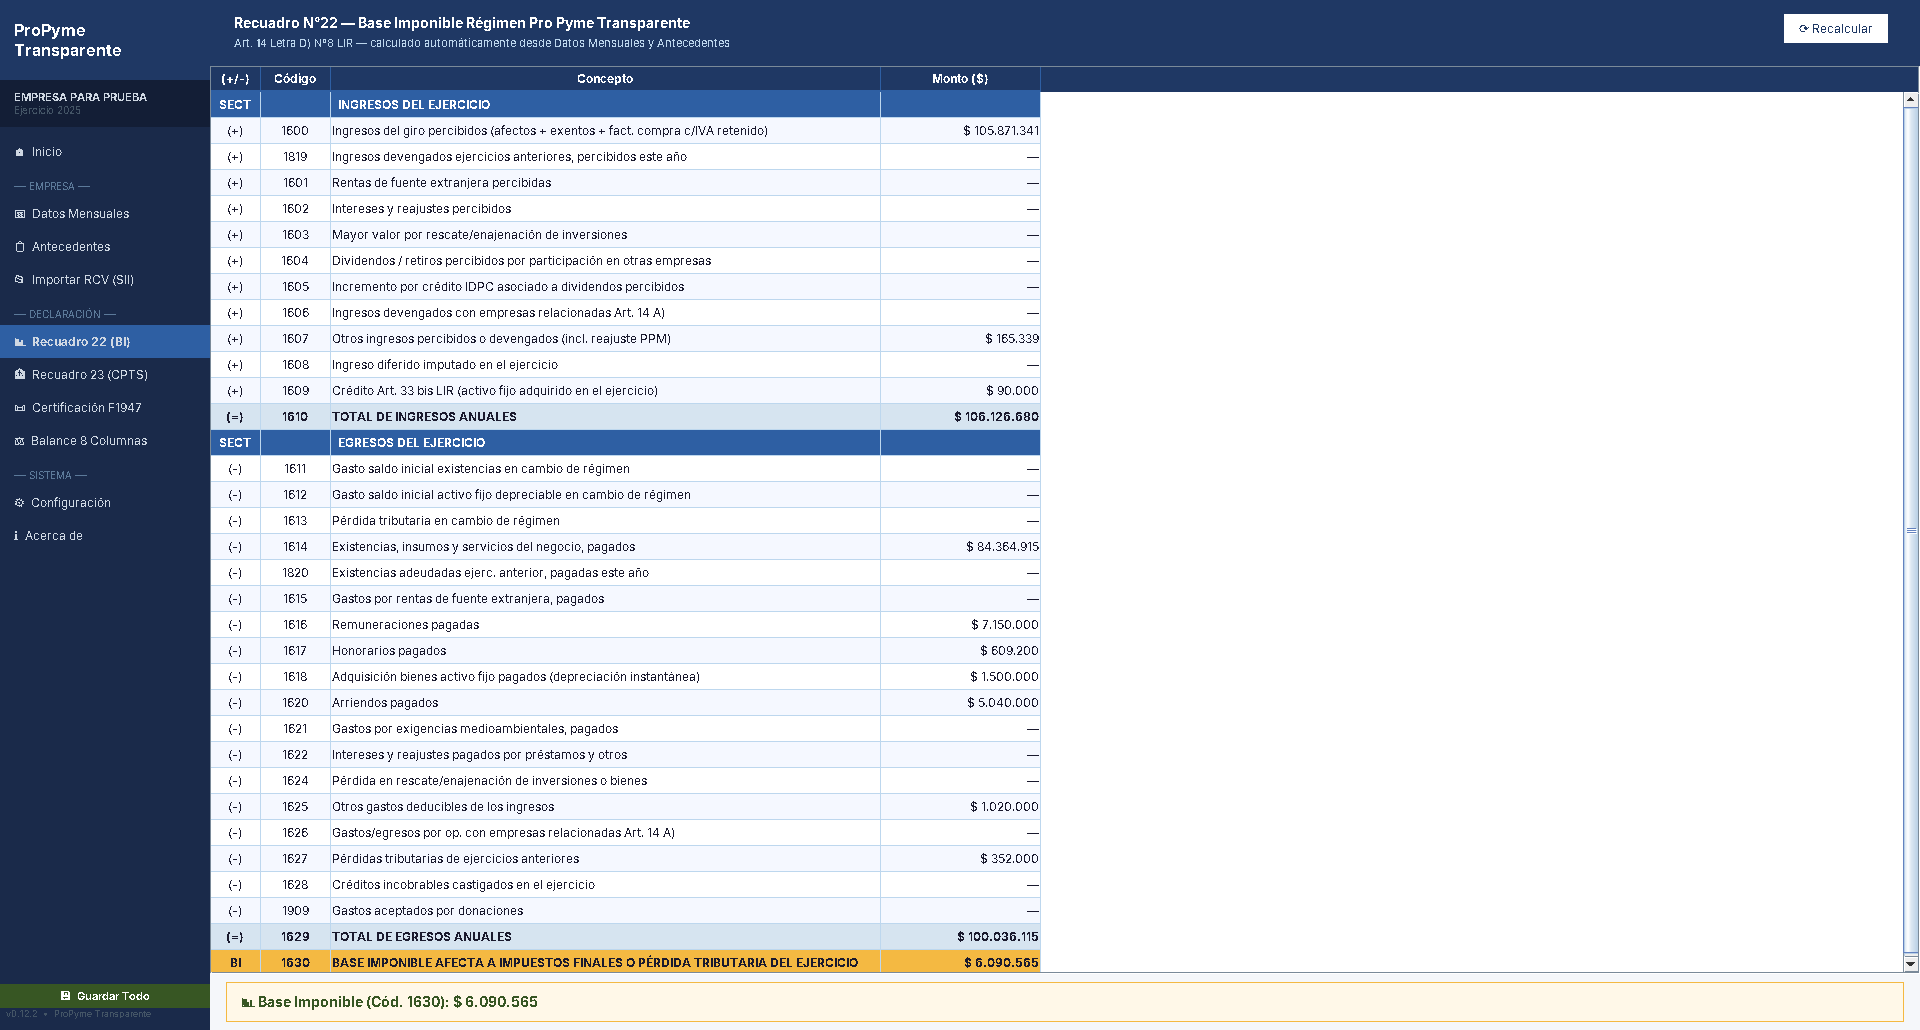 ProPyme
Transparente
EMPRESA PARA PRUEBA
Ejercicio 2025
Inicio
— EMPRESA —
Datos Mensuales
Antecedentes
Importar RCV (SII)
— DECLARACIÓN —
Recuadro 22 (BI)
Recuadro 23 (CPTS)
Certificación F1947
Balance 8 Columnas
— SISTEMA —
Configuración
Acerca de
Guardar Todo
v0.12.2 • ProPyme Transparente
Recuadro N°22 — Base Imponible Régimen Pro Pyme Transparente
Art. 14 Letra D) N°8 LIR — calculado automáticamente desde Datos Mensuales y Antecedentes
⟳ Recalcular
(+/-) Código Concepto Monto ($)
SECT INGRESOS DEL EJERCICIO
(+) 1600 Ingresos del giro percibidos (afectos + exentos + fact. compra c/IVA retenido) $ 105.871.341
(+) 1819 Ingresos devengados ejercicios anteriores, percibidos este año —
(+) 1601 Rentas de fuente extranjera percibidas —
(+) 1602 Intereses y reajustes percibidos —
(+) 1603 Mayor valor por rescate/enajenación de inversiones —
(+) 1604 Dividendos / retiros percibidos por participación en otras empresas —
(+) 1605 Incremento por crédito IDPC asociado a dividendos percibidos —
(+) 1606 Ingresos devengados con empresas relacionadas Art. 14 A) —
(+) 1607 Otros ingresos percibidos o devengados (incl. reajuste PPM) $ 165.339
(+) 1608 Ingreso diferido imputado en el ejercicio —
(+) 1609 Crédito Art. 33 bis LIR (activo fijo adquirido en el ejercicio) $ 90.000
(=) 1610 TOTAL DE INGRESOS ANUALES $ 106.126.680
SECT EGRESOS DEL EJERCICIO
(-) 1611 Gasto saldo inicial existencias en cambio de régimen —
(-) 1612 Gasto saldo inicial activo fijo depreciable en cambio de régimen —
(-) 1613 Pérdida tributaria en cambio de régimen —
(-) 1614 Existencias, insumos y servicios del negocio, pagados $ 84.364.915
(-) 1820 Existencias adeudadas ejerc. anterior, pagadas este año —
(-) 1615 Gastos por rentas de fuente extranjera, pagados —
(-) 1616 Remuneraciones pagadas $ 7.150.000
(-) 1617 Honorarios pagados $ 609.200
(-) 1618 Adquisición bienes activo fijo pagados (depreciación instantánea) $ 1.500.000
(-) 1620 Arriendos pagados $ 5.040.000
(-) 1621 Gastos por exigencias medioambientales, pagados —
(-) 1622 Intereses y reajustes pagados por préstamos y otros —
(-) 1624 Pérdida en rescate/enajenación de inversiones o bienes —
(-) 1625 Otros gastos deducibles de los ingresos $ 1.020.000
(-) 1626 Gastos/egresos por op. con empresas relacionadas Art. 14 A) —
(-) 1627 Pérdidas tributarias de ejercicios anteriores $ 352.000
(-) 1628 Créditos incobrables castigados en el ejercicio —
(-) 1909 Gastos aceptados por donaciones —
(=) 1629 TOTAL DE EGRESOS ANUALES $ 100.036.115
BI 1630 BASE IMPONIBLE AFECTA A IMPUESTOS FINALES O PÉRDIDA TRIBUTARIA DEL EJERCICIO $ 6.090.565
Base Imponible (Cód. 1630): $ 6.090.565